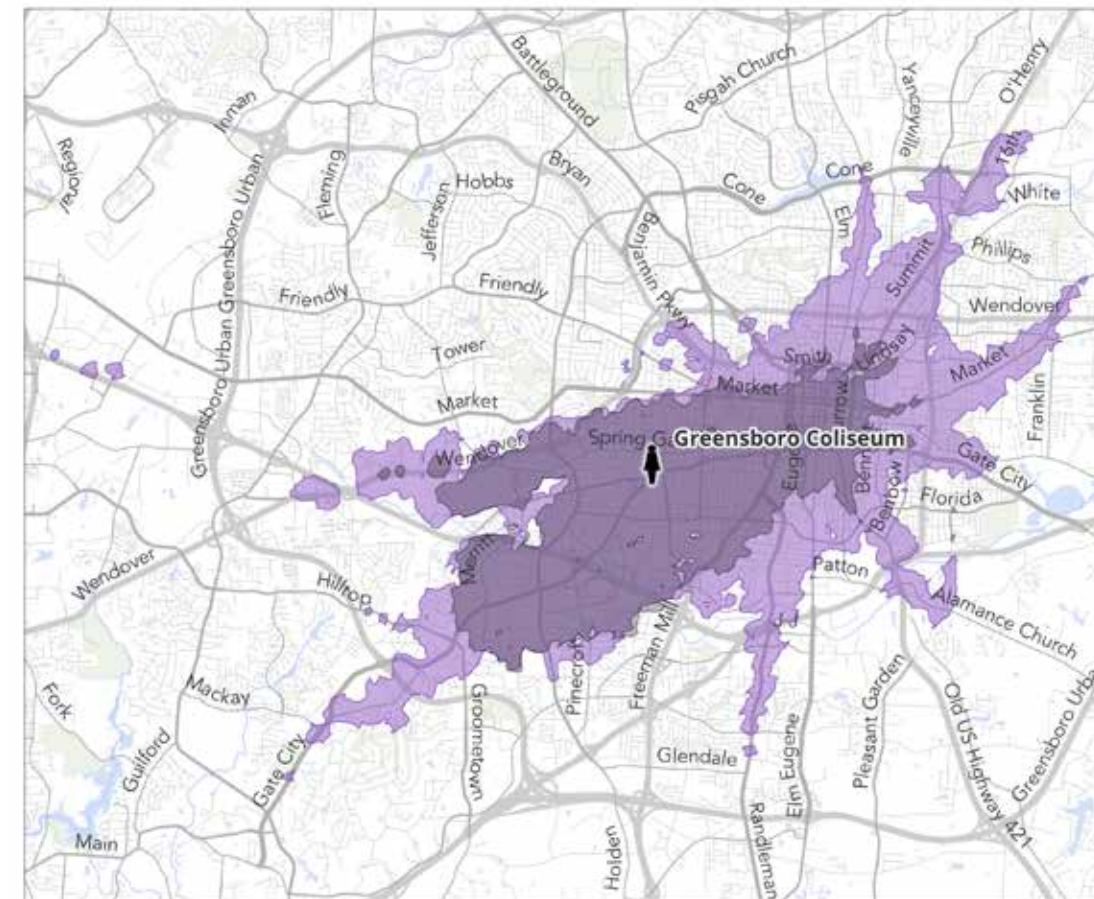 Battleground
Pisgah Church
Yanceyville
O'Henry
Inman
Regional
Greensboro Urban Greensboro Urban
Fleming
Jefferson
Hobbs
Bryan
Cone
Cone
Elm
16th
White
Benjamin Pkwy
Summit
Phillips
Friendly
Friendly
Wendover
Tower
Smith
Lindsay
Market
Market
Market
Franklin
Wendover
Greensboro Coliseum
Gate City
Florida
Benbow
Merritt
Wendover
Hilltop
Patton
Alamance Church
Mackay
Fork
Guilford
Groometown
Pinecroft
Freeman Mill
Glendale
Elm Eugene
Pleasant Garden
Old US Highway 421
Gate City
Main
Holden
Randleman